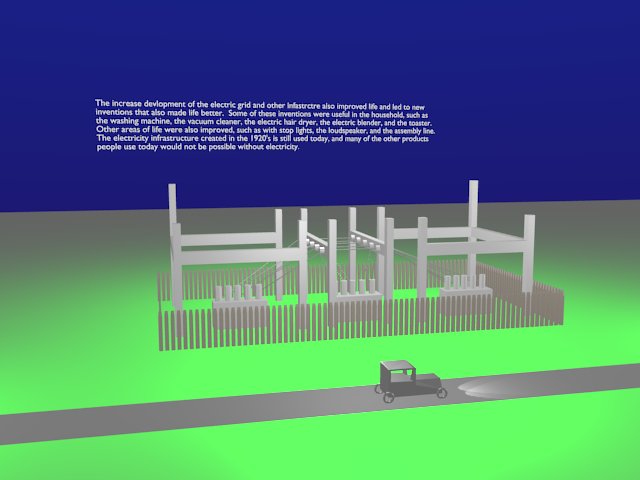 The increase devlopment of the electric grid and other Infastrctre also improved life and led to new
inventions that also made life better.  Some of these inventions were useful in the household, such as
the washing machine, the vacuum cleaner, the electric hair dryer, the electric blender, and the toaster.
Other areas of life were also improved, such as with stop lights, the loudspeaker, and the assembly line.
The electricity infrastructure created in the 1920's is still used today, and many of the other products
people use today would not be possible without electricity.